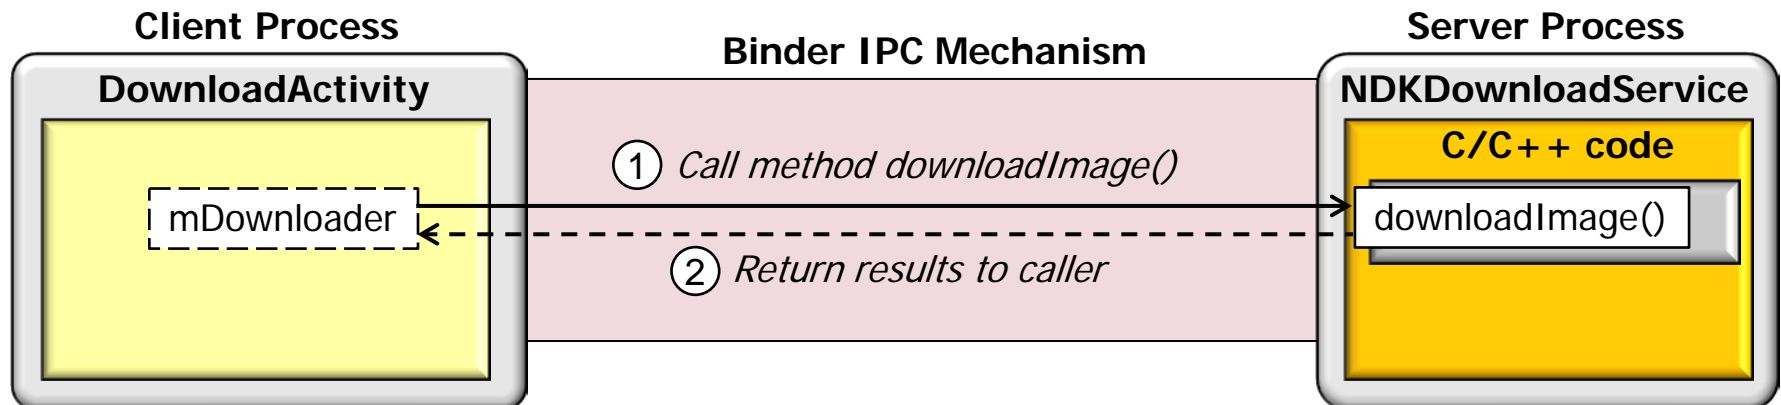 Client Process
Binder IPC Mechanism
Server Process
DownloadActivity
NDKDownloadService
C/C++ code
1 Call method downloadImage()
mDownloader
downloadImage()
2 Return results to caller